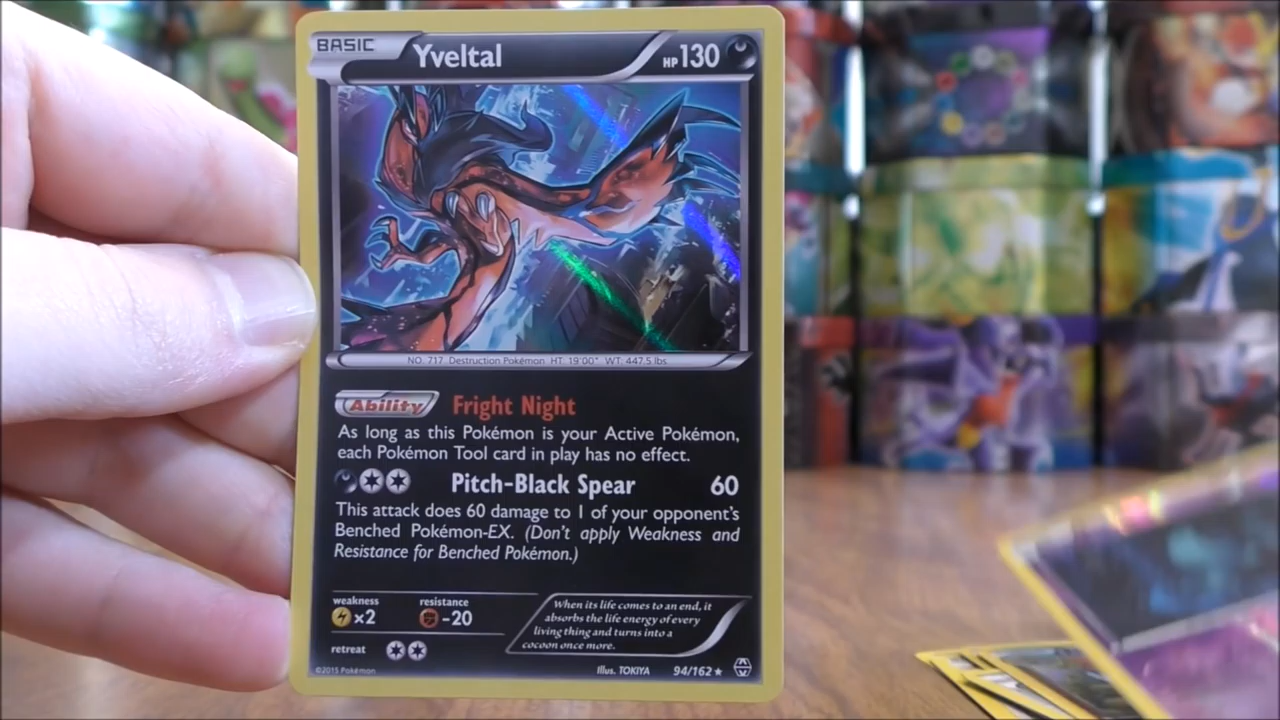 BASIC Yveltal HP130
NO. 717 Destruction Pokémon HT: 19'00" WT: 447.5 lbs
Ability Fright Night
As long as this Pokémon is your Active Pokémon,
each Pokémon Tool card in play has no effect.
Pitch-Black Spear 60
This attack does 60 damage to 1 of your opponent's
Benched Pokémon-EX. (Don't apply Weakness and
Resistance for Benched Pokémon.)
weakness resistance
x2 -20
retreat
When its life comes to an end, it
absorbs the life energy of every
living thing and turns into a
cocoon once more.
©2015 Pokémon Illus. TOKIYA 94/162 ★